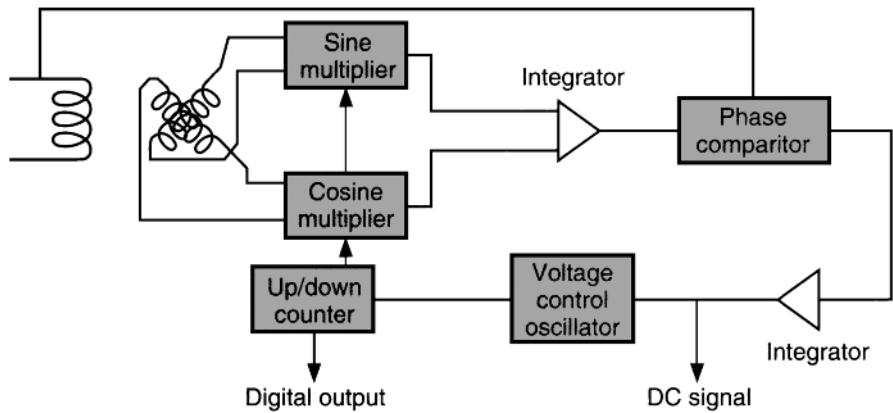 Sine
multiplier
Integrator
Phase
comparitor
Cosine
multiplier
Up/down
counter
Voltage
control
oscillator
Integrator
Digital output
DC signal